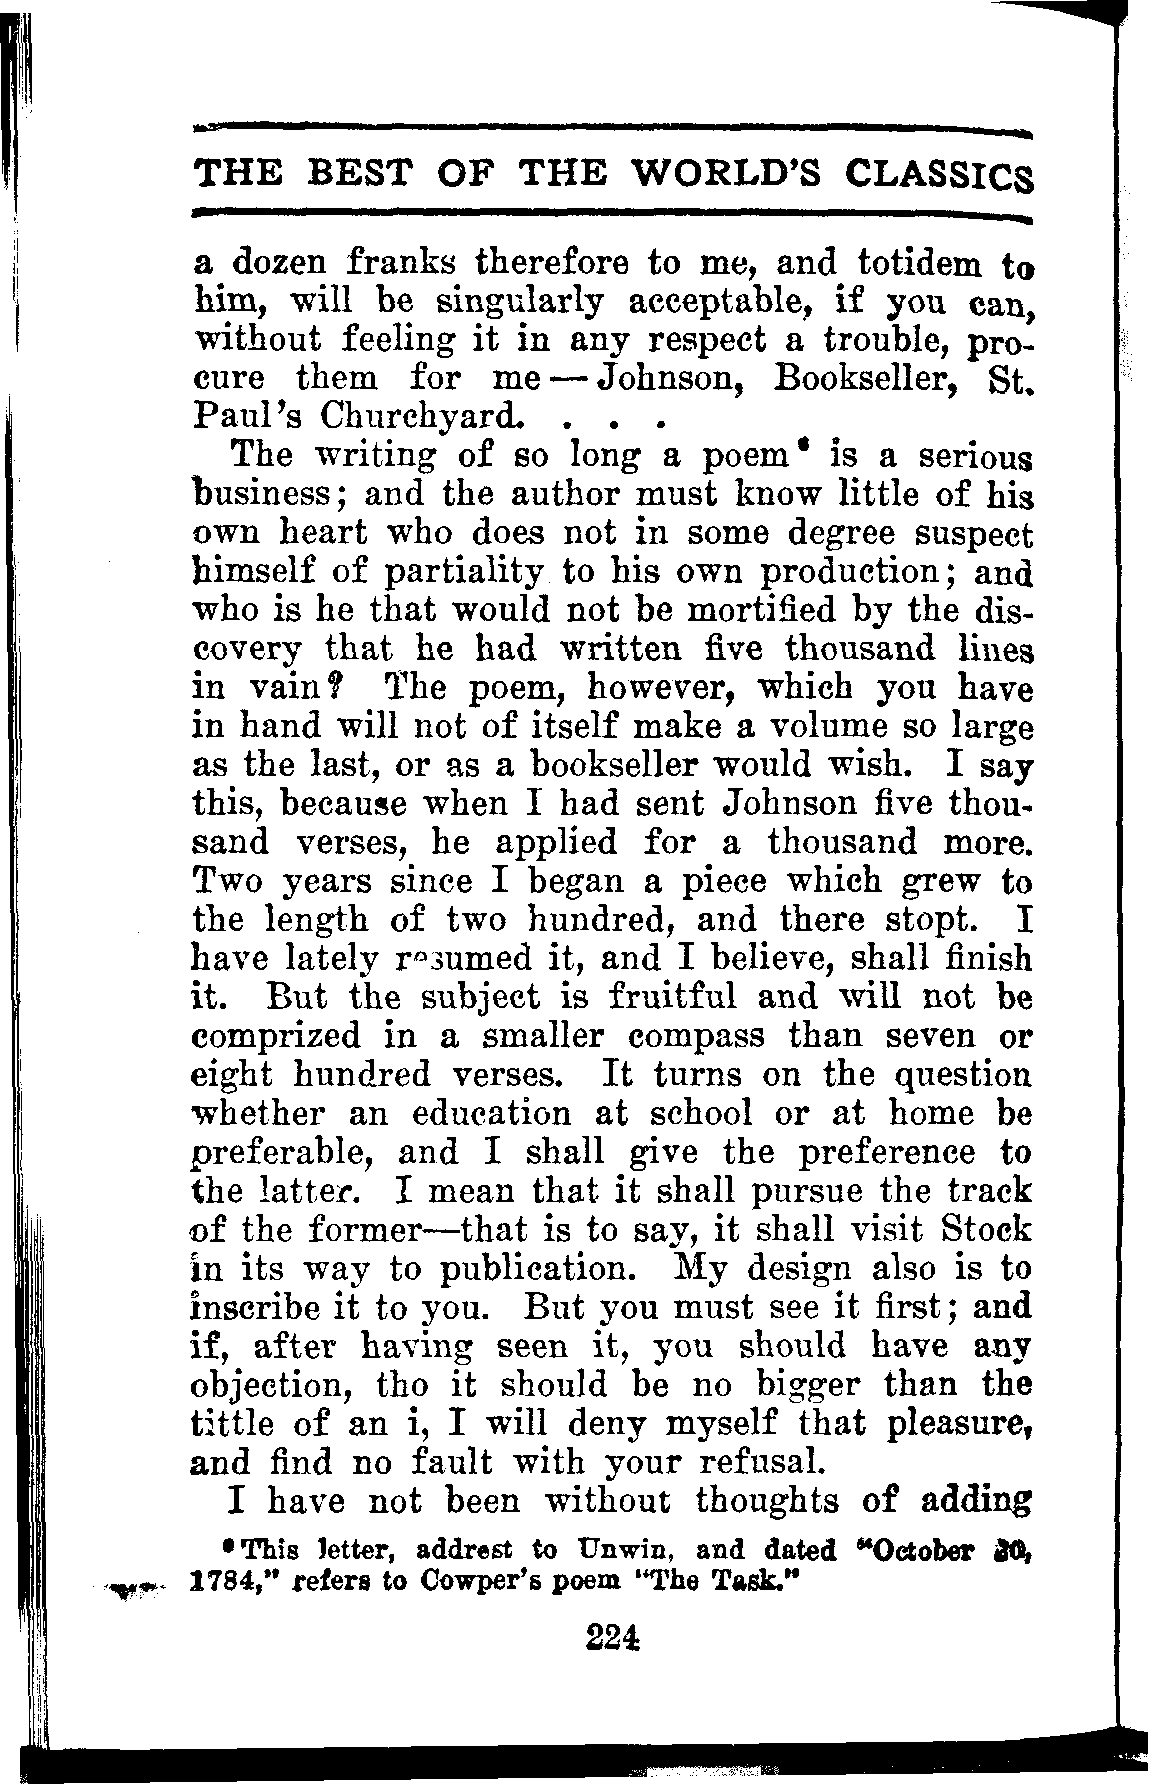 THE BEST OF THE WORLD'S CLASSICS
a dozen franks therefore to me, and totidem to
him, will be singularly acceptable, if you can,
without feeling it in any respect a trouble, pro-
cure them for me — Johnson, Bookseller, St.
Paul's Churchyard. . . .
The writing of so long a poem* is a serious
business; and the author must know little of his
own heart who does not in some degree suspect
himself of partiality to his own production; and
who is he that would not be mortified by the dis-
covery that he had written five thousand lines
in vain? The poem, however, which you have
in hand will not of itself make a volume so large
as the last, or as a bookseller would wish. I say
this, because when I had sent Johnson five thou-
sand verses, he applied for a thousand more.
Two years since I began a piece which grew to
the length of two hundred, and there stopt. I
have lately resumed it, and I believe, shall finish
it. But the subject is fruitful and will not be
comprized in a smaller compass than seven or
eight hundred verses. It turns on the question
whether an education at school or at home be
preferable, and I shall give the preference to
the latter. I mean that it shall pursue the track
of the former—that is to say, it shall visit Stock
in its way to publication. My design also is to
inscribe it to you. But you must see it first; and
if, after having seen it, you should have any
objection, tho it should be no bigger than the
tittle of an i, I will deny myself that pleasure,
and find no fault with your refusal.
I have not been without thoughts of adding
* This letter, addrest to Unwin, and dated "October 30,
1784," refers to Cowper's poem "The Task."
224